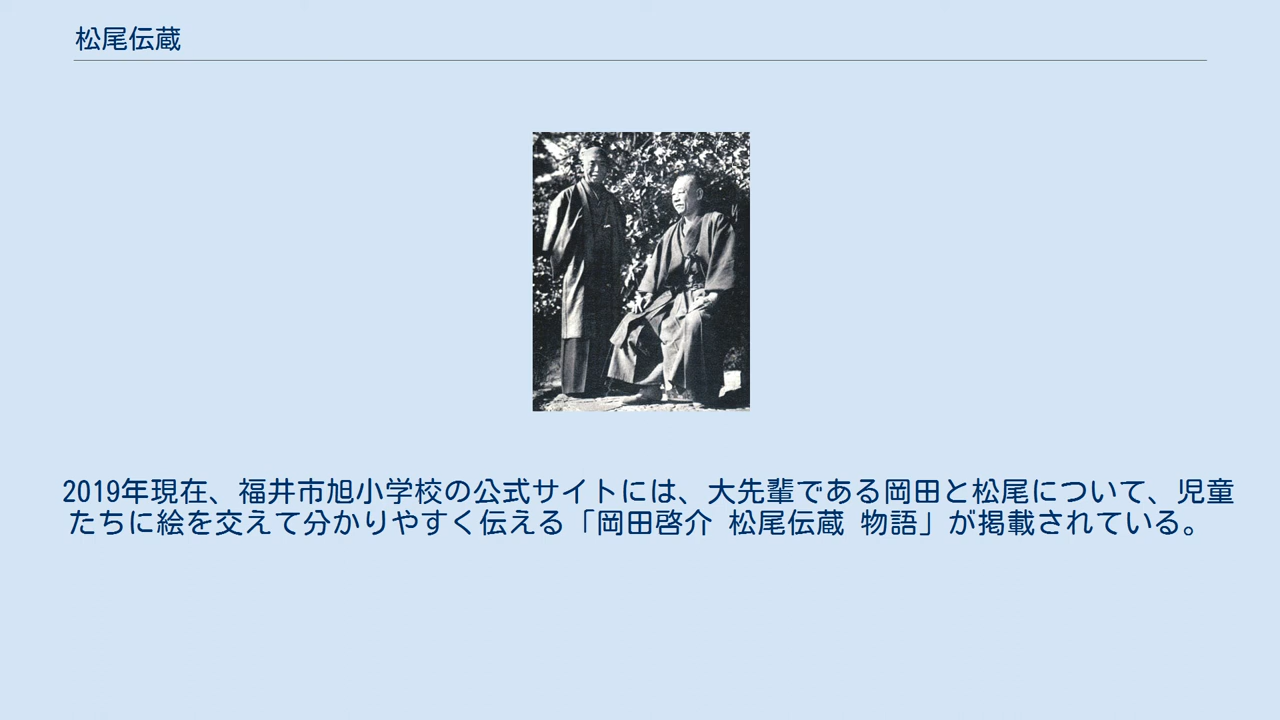 松尾伝蔵
2019年現在、福井市旭小学校の公式サイトには、大先輩である岡田と松尾について、児童
たちに絵を交えて分かりやすく伝える「岡田啓介 松尾伝蔵 物語」が掲載されている。